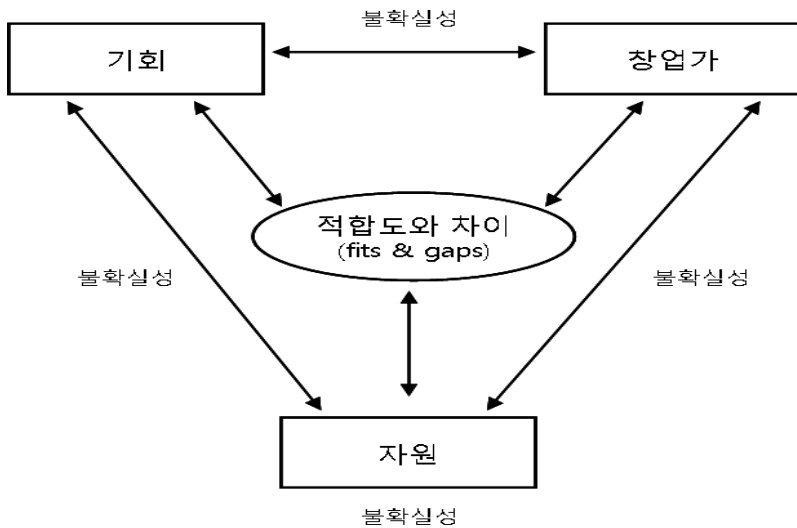 불확실성
기회
창업가
적합도와 차이
(fits & gaps)
불확실성
불확실성
자원
불확실성